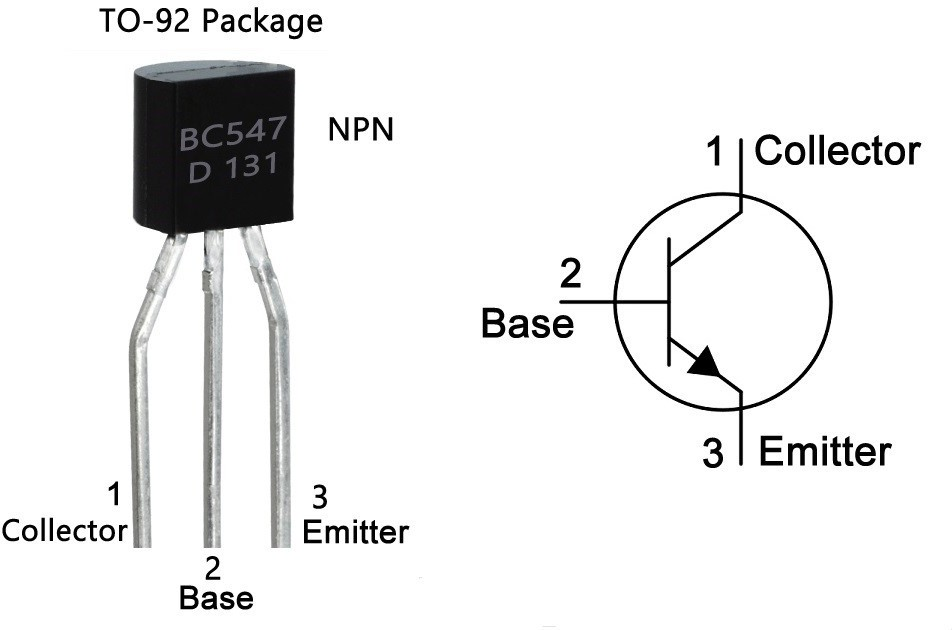 TO-92 Package
BC547
D 131
NPN
1
Collector
2
Base
3
Emitter
1 Collector
2
Base
3 Emitter